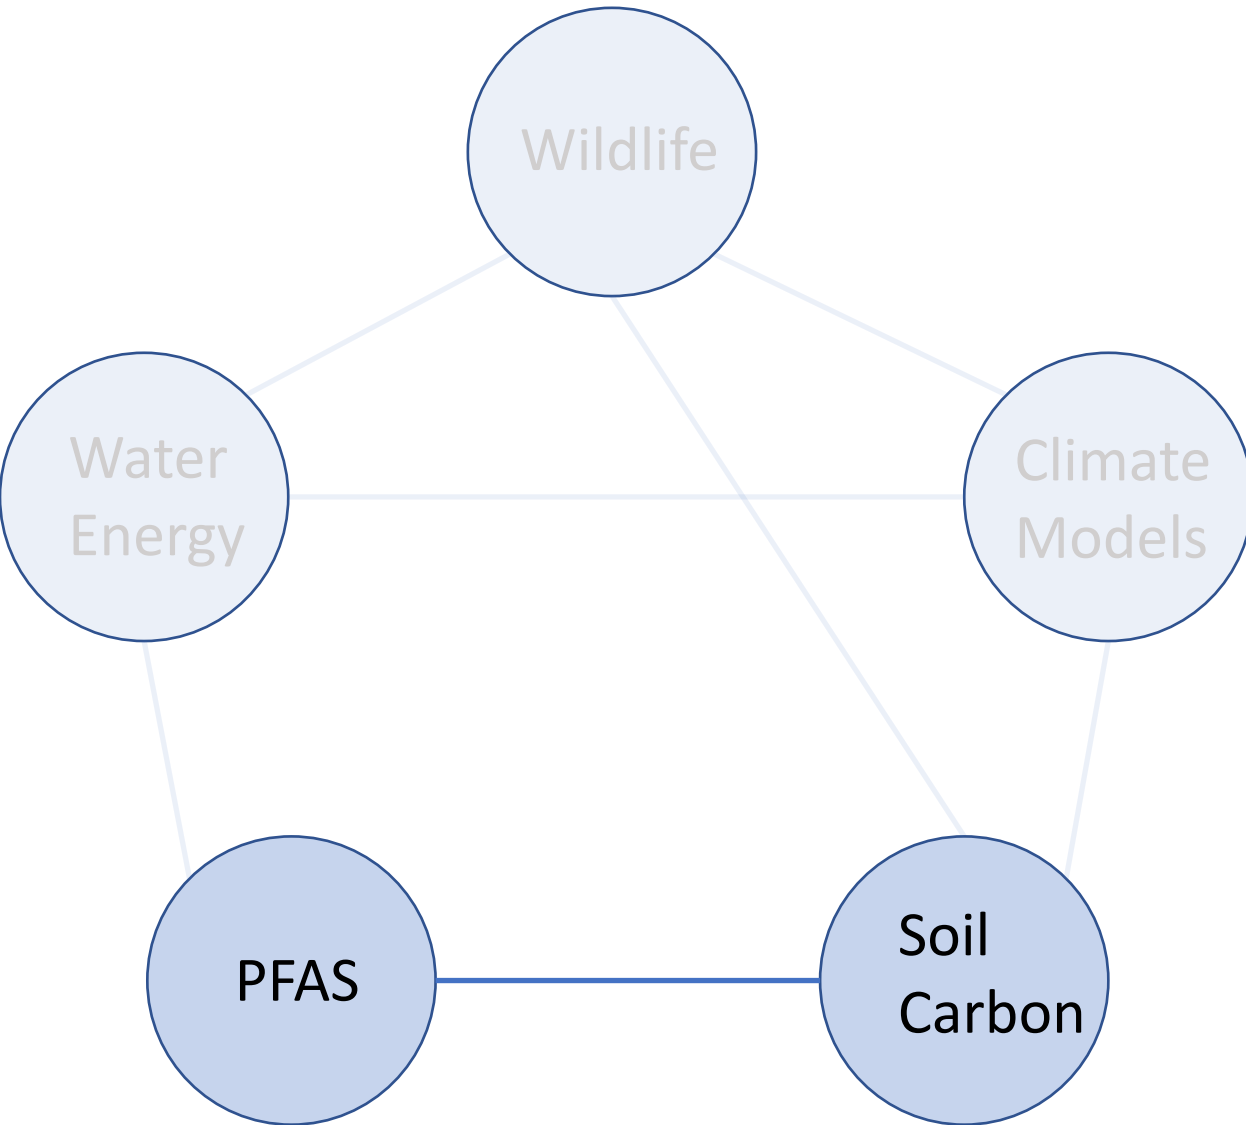 Wildlife
Water
Energy
Climate
Models
PFAS
Soil
Carbon